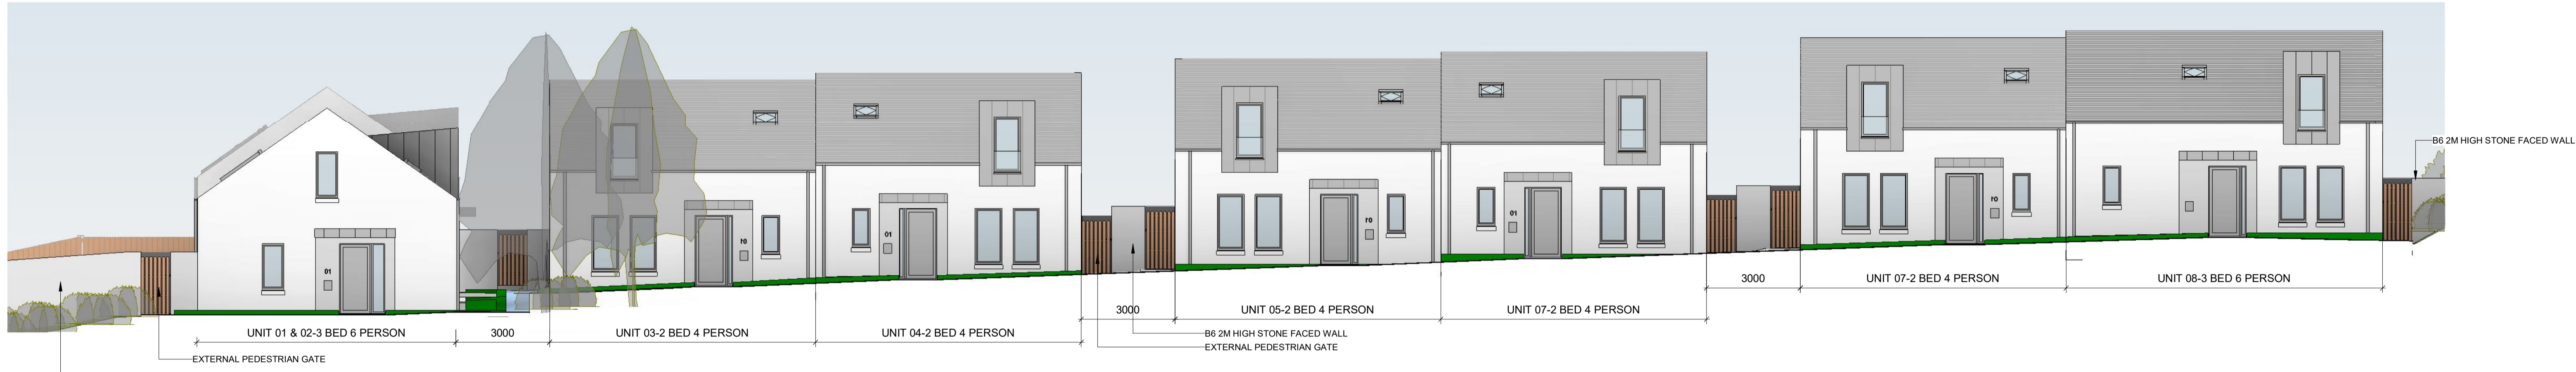 B6 2M HIGH STONE FACED WALL
01
01
01
01
01
01
UNIT 01 & 02-3 BED 6 PERSON
3000
UNIT 03-2 BED 4 PERSON
UNIT 04-2 BED 4 PERSON
3000
UNIT 05-2 BED 4 PERSON
UNIT 07-2 BED 4 PERSON
3000
UNIT 07-2 BED 4 PERSON
UNIT 08-3 BED 6 PERSON
EXTERNAL PEDESTRIAN GATE
B6 2M HIGH STONE FACED WALL
EXTERNAL PEDESTRIAN GATE